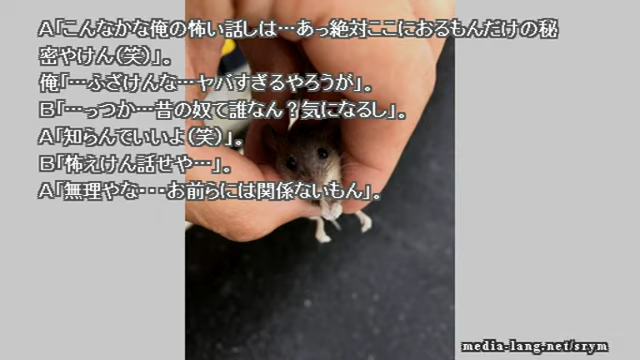 A「こんなかな俺の怖い話しは…あっ絶対ここにおるもんだけの秘
密やけん（笑）」。
俺「…ふざけんな…ヤバすぎるやろうが」。
B「…っつか…昔の奴て誰なん？気になるし」。
A「知らんでいいよ（笑）」。
B「怖えけん話せや…」。
A「無理やな・・・お前らには関係ないもん」。
media-lang.net/srym